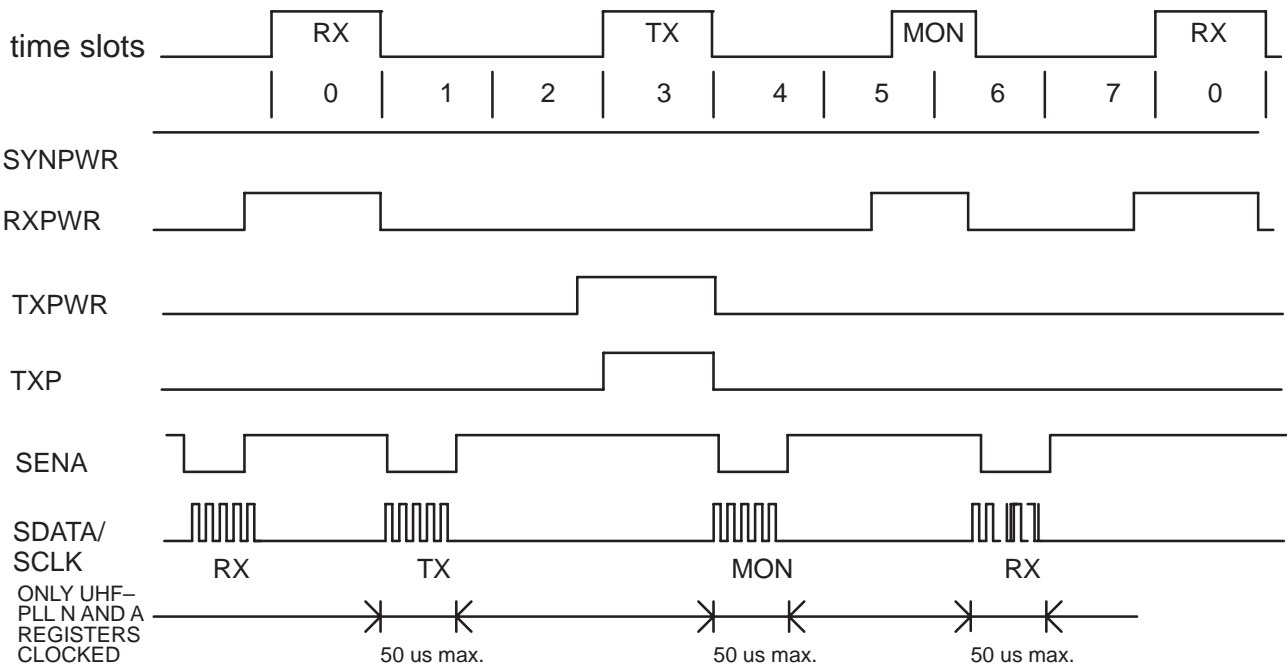 time slots RX TX MON RX
0 1 2 3 4 5 6 7 0
SYNPWR
RXPWR
TXPWR
TXP
SENA
SDATA/
SCLK
RX TX MON RX
ONLY UHF–
PLL N AND A
REGISTERS
CLOCKED
50 us max. 50 us max. 50 us max.